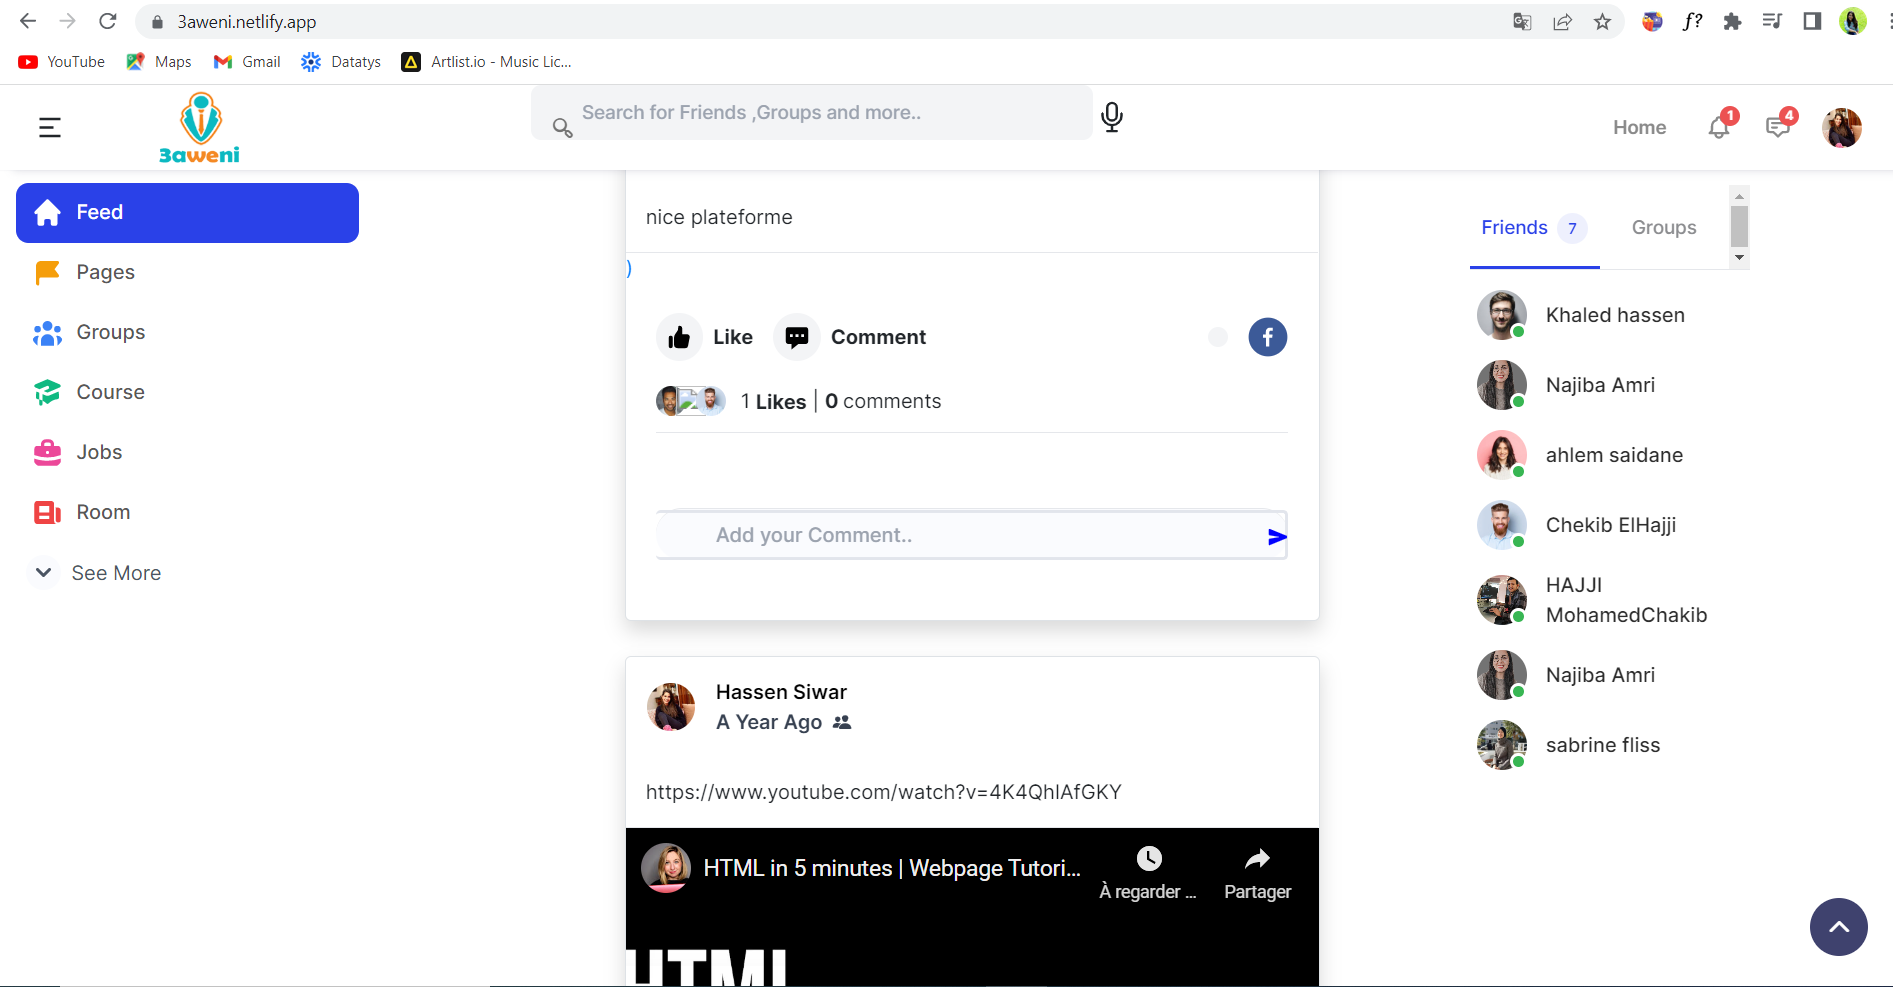 3aweni.netlify.app
f?
YouTube
Maps
Gmail
Datatys
Artlist.io - Music Lic...
3aweni
Search for Friends ,Groups and more..
Home
1
4
Feed
Pages
Groups
Course
Jobs
Room
See More
nice plateforme
)
Like
Comment
1 Likes | 0 comments
Add your Comment..
Hassen Siwar
A Year Ago
https://www.youtube.com/watch?v=4K4QhIAfGKY
HTML in 5 minutes | Webpage Tutori...
À regarder ...
Partager
HTML
Friends 7
Groups
Khaled hassen
Najiba Amri
ahlem saidane
Chekib ElHajji
HAJJI
MohamedChakib
Najiba Amri
sabrine fliss